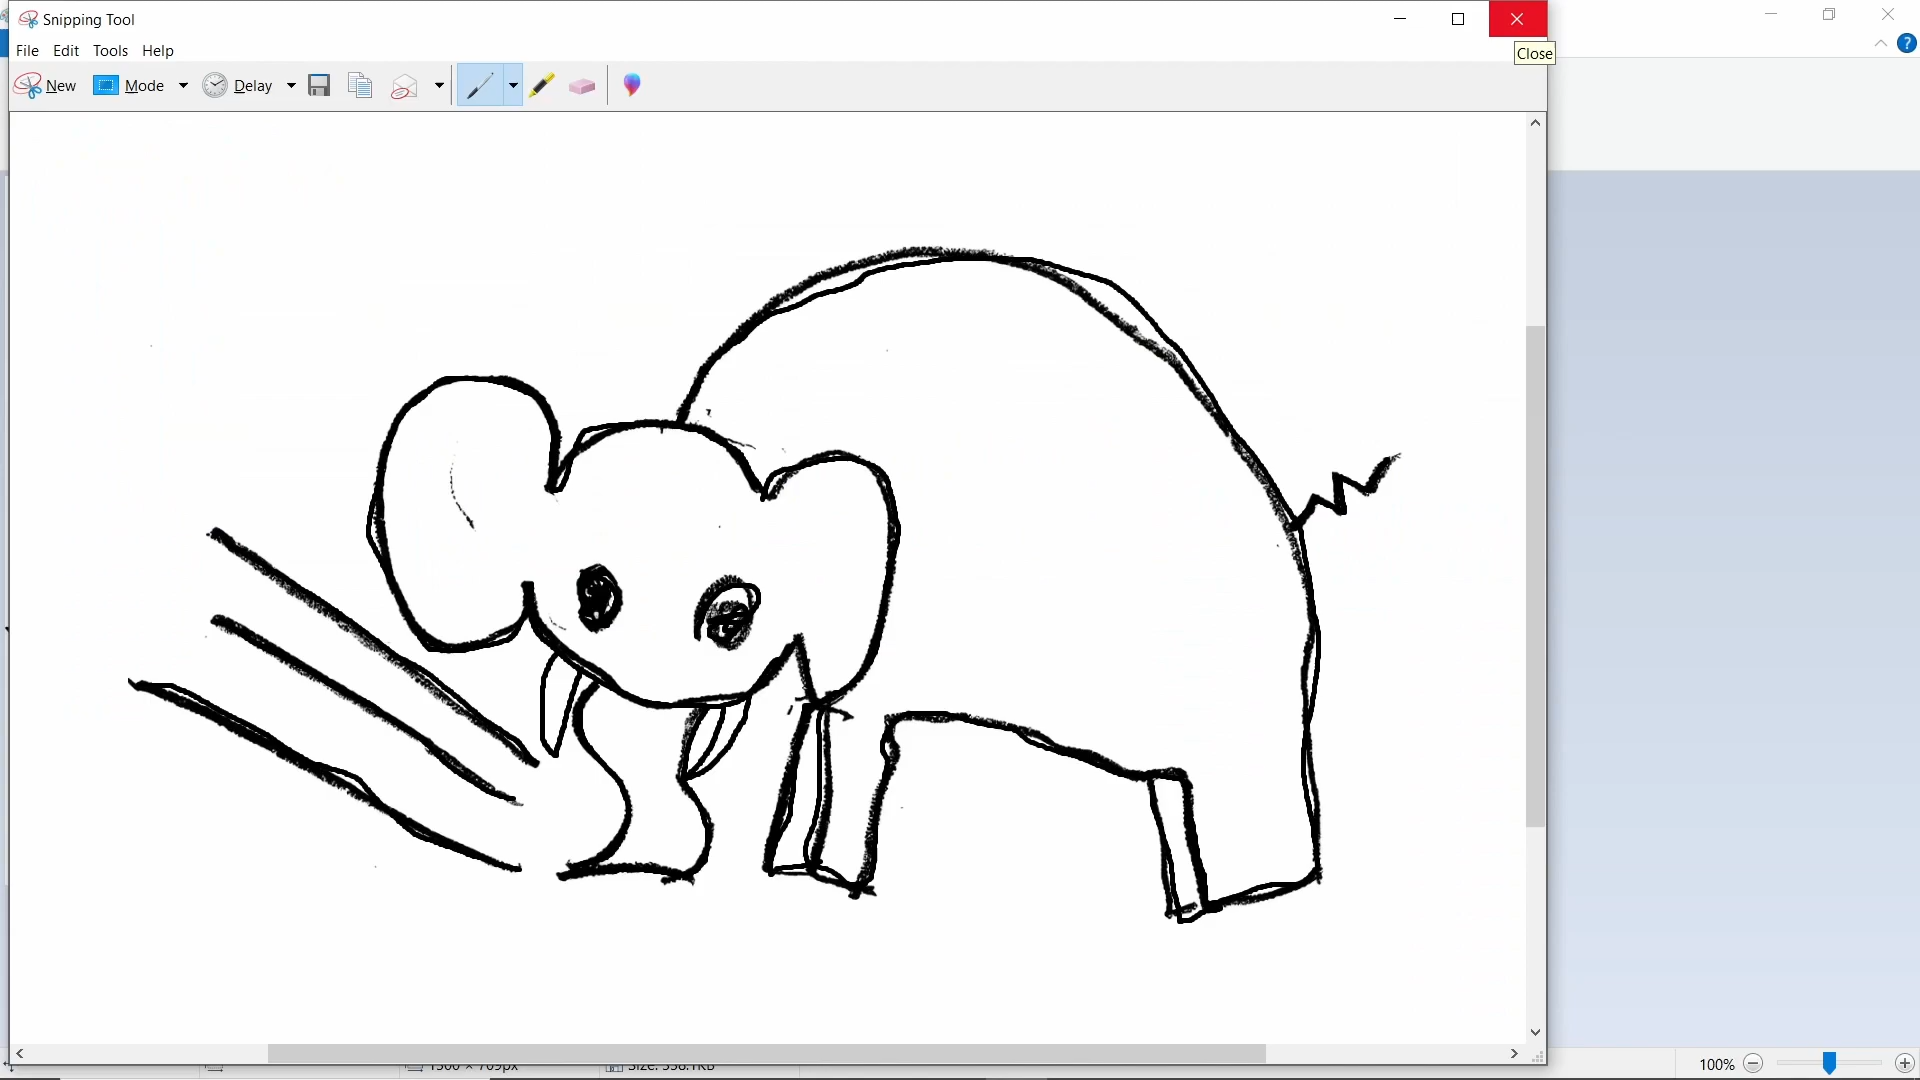 Snipping Tool
File Edit Tools Help
Close
New Mode Delay
?
100%